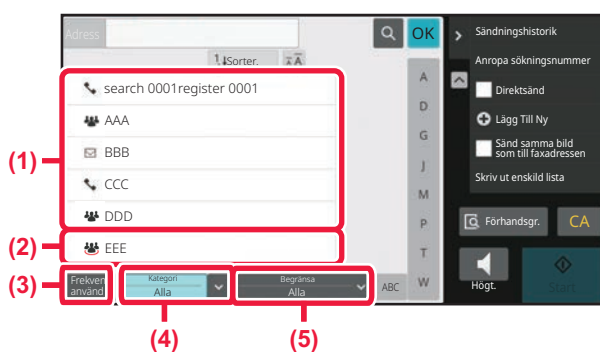 Adress
OK
Sändningshistorik
1 Sorter.
Anropa sökningsnummer
search 0001register 0001
A
Direktsänd
AAA
D
Lägg Till Ny
G
(1)
BBB
Sänd samma bild
som till faxadressen
J
CCC
Skriv ut enskild lista
M
DDD
P
Förhandsgr.
CA
(2)
EEE
T
(3)
Frekven
använd
Kategori
Alla
Begränsa
Alla
ABC
W
Högt.
Start
(4)
(5)